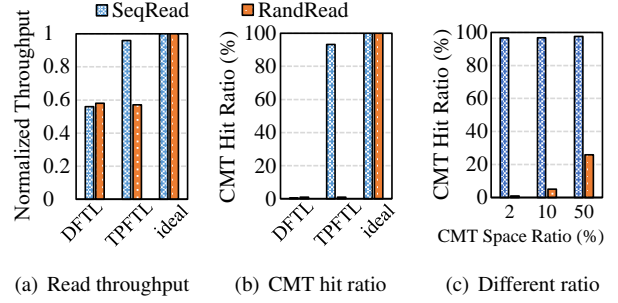 SeqRead RandRead
Normalized Throughput
1
0.8
0.6
0.4
0.2
0
DFTL TPFTL ideal
(a) Read throughput
CMT Hit Ratio (%)
100
80
60
40
20
0
DFTL TPFTL ideal
(b) CMT hit ratio
CMT Hit Ratio (%)
100
80
60
40
20
0
2 10 50
CMT Space Ratio (%)
(c) Different ratio